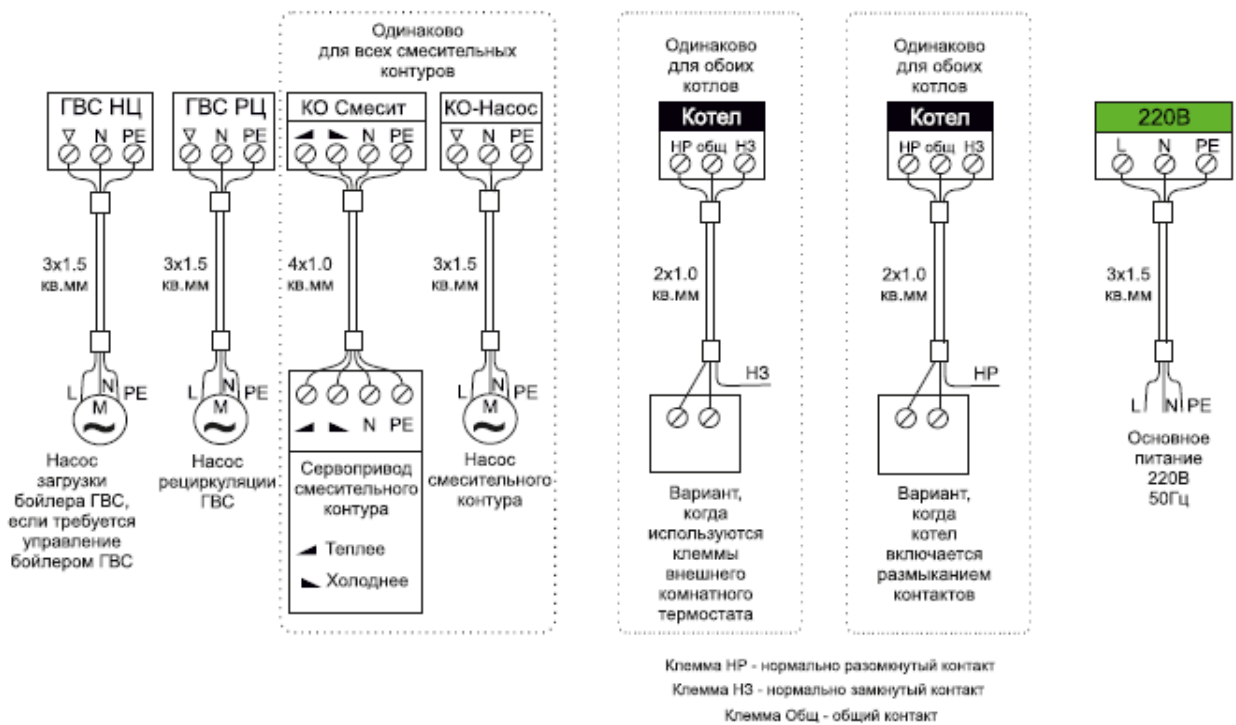 Одинаково
для всех смесительных
контуров
Одинаково
для обоих
котлов
Одинаково
для обоих
котлов
ГВС НЦ
ГВС РЦ
КО Смесит
КО-Насос
Котел
Котел
220В
N PE
N PE
N PE
N PE
НР общ НЗ
НР общ НЗ
L N PE
3x1.5
кв.мм
3x1.5
кв.мм
4x1.0
кв.мм
3x1.5
кв.мм
2x1.0
кв.мм
2x1.0
кв.мм
3x1.5
кв.мм
L N PE
M
L N PE
M
N PE
L N PE
M
НЗ
НР
L N PE
Насос
загрузки
бойлера ГВС,
если требуется
управление
бойлером ГВС
Насос
рециркуляции
ГВС
Сервопривод
смесительного
контура
Теплее
Холоднее
Насос
смесительного
контура
Вариант,
когда
используются
клеммы
внешнего
комнатного
термостата
Вариант,
когда
котел
включается
размыканием
контактов
Основное
питание
220В
50Гц
Клемма НР - нормально разомкнутый контакт
Клемма НЗ - нормально замкнутый контакт
Клемма Общ - общий контакт